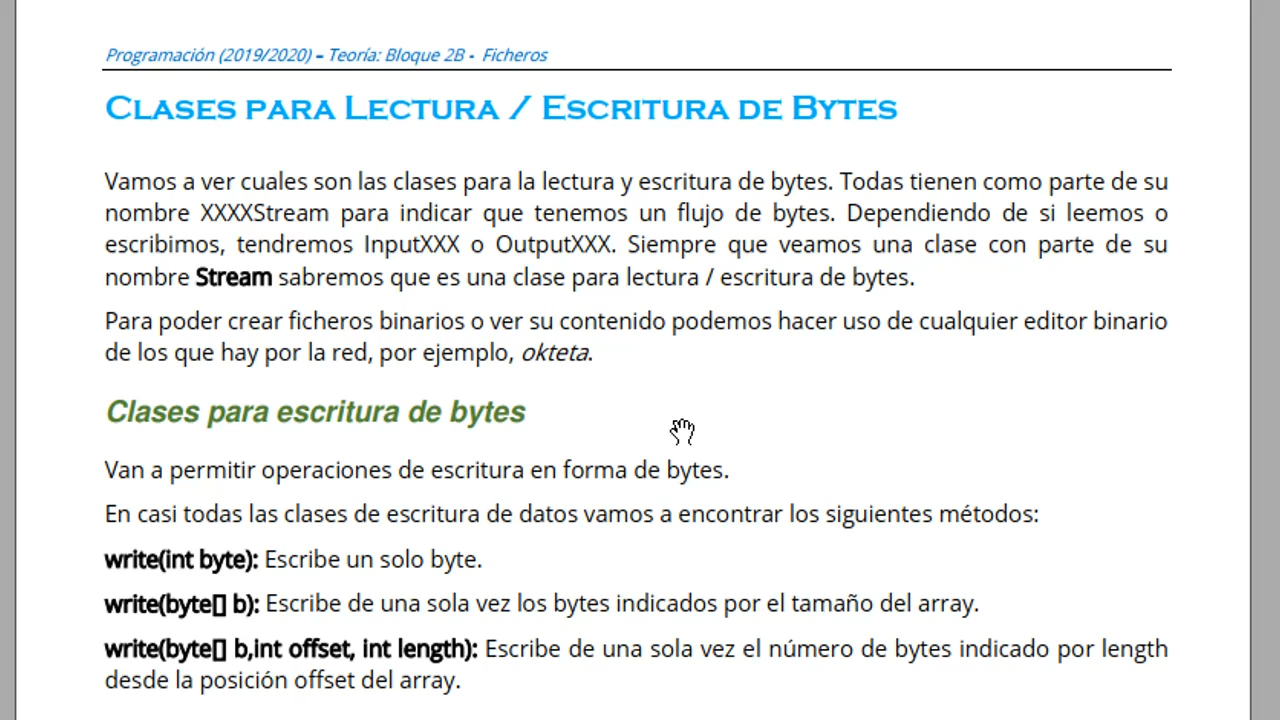 Programación (2019/2020) – Teoría: Bloque 2B - Ficheros
Clases para Lectura / Escritura de Bytes
Vamos a ver cuales son las clases para la lectura y escritura de bytes. Todas tienen como parte de su
nombre XXXXStream para indicar que tenemos un flujo de bytes. Dependiendo de si leemos o
escribimos, tendremos InputXXX o OutputXXX. Siempre que veamos una clase con parte de su
nombre Stream sabremos que es una clase para lectura / escritura de bytes.
Para poder crear ficheros binarios o ver su contenido podemos hacer uso de cualquier editor binario
de los que hay por la red, por ejemplo, okteta.
Clases para escritura de bytes
Van a permitir operaciones de escritura en forma de bytes.
En casi todas las clases de escritura de datos vamos a encontrar los siguientes métodos:
write(int byte): Escribe un solo byte.
write(byte[] b): Escribe de una sola vez los bytes indicados por el tamaño del array.
write(byte[] b,int offset, int length): Escribe de una sola vez el número de bytes indicado por length
desde la posición offset del array.